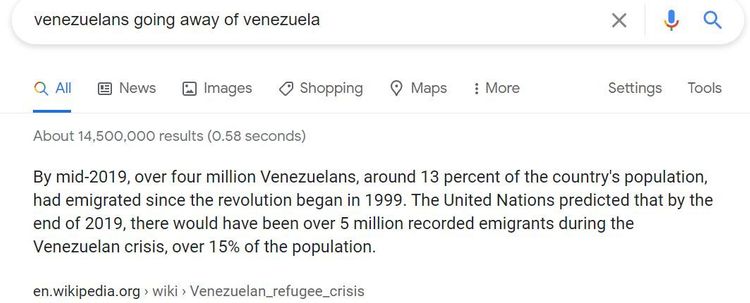 venezuelans going away of venezuela
All News Images Shopping Maps More Settings Tools
About 14,500,000 results (0.58 seconds)
By mid-2019, over four million Venezuelans, around 13 percent of the country's population,
had emigrated since the revolution began in 1999. The United Nations predicted that by the
end of 2019, there would have been over 5 million recorded emigrants during the
Venezuelan crisis, over 15% of the population.
en.wikipedia.org › wiki › Venezuelan_refugee_crisis